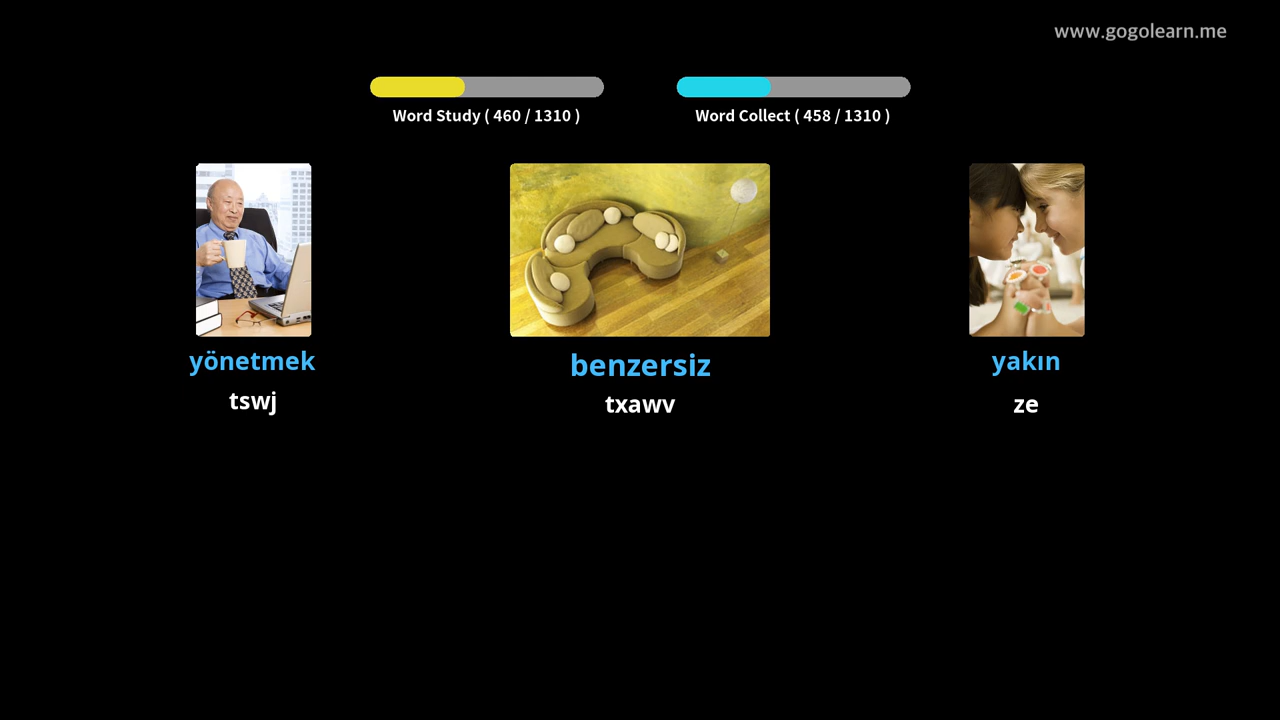 www.gogolearn.me
Word Study ( 460 / 1310 )
Word Collect ( 458 / 1310 )
yönetmek
benzersiz
yakın
tswj
txawv
ze